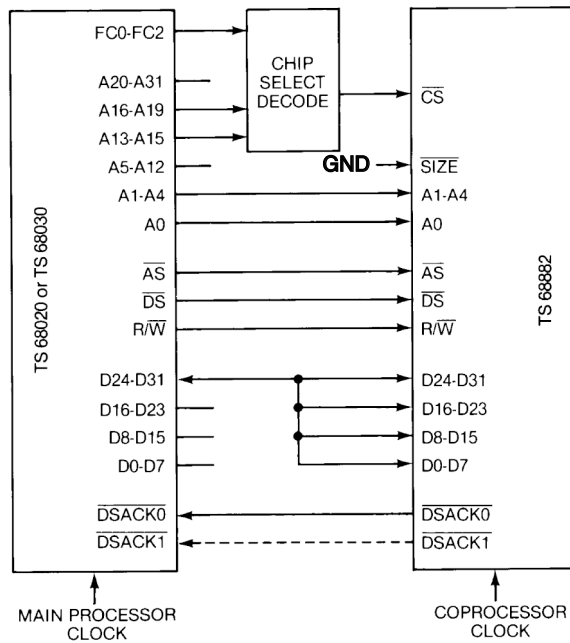 FC0-FC2
CHIP
SELECT
DECODE
A20-A31
A16-A19
A13-A15
A5-A12
A1-A4
A0
AS
DS
R/W
D24-D31
D16-D23
D8-D15
D0-D7
DSACK0
DSACK1
TS 68020 or TS 68030
MAIN PROCESSOR
CLOCK
GND
CS
SIZE
A1-A4
A0
AS
DS
R/W
D24-D31
D16-D23
D8-D15
D0-D7
DSACK0
DSACK1
TS 68882
COPROCESSOR
CLOCK